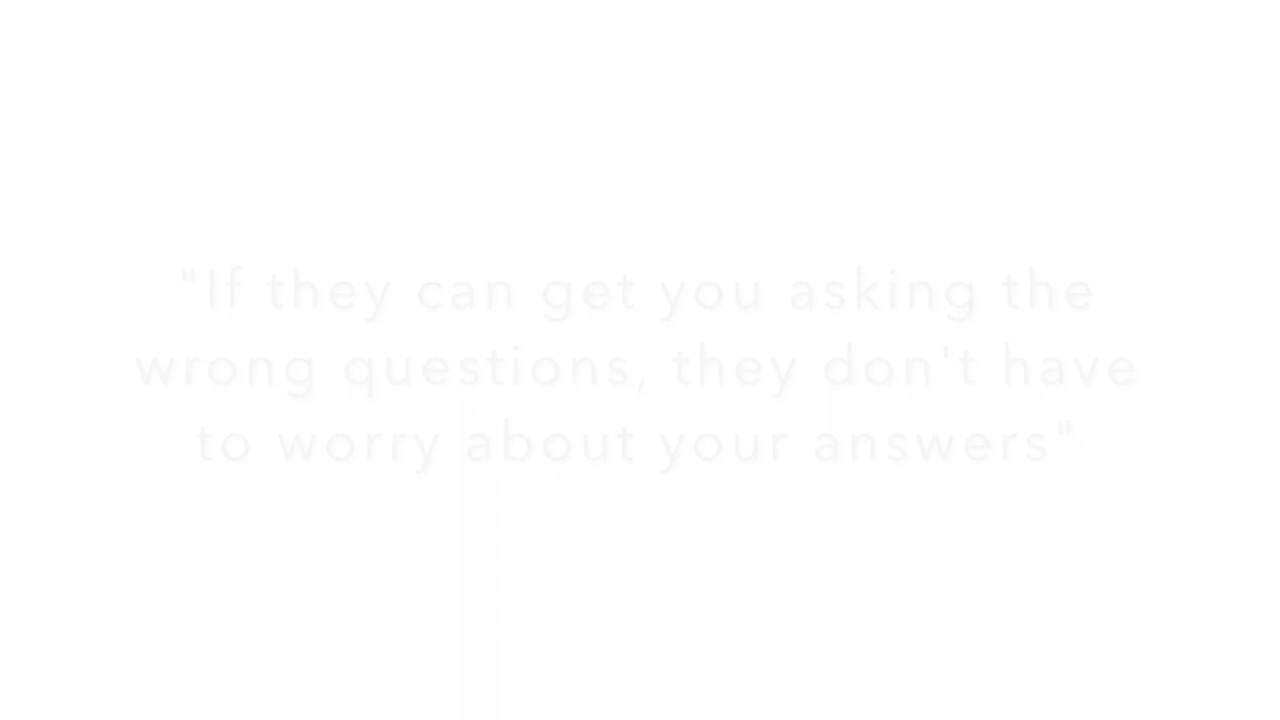 "If they can get you asking the
wrong questions, they don't have
to worry about your answers"